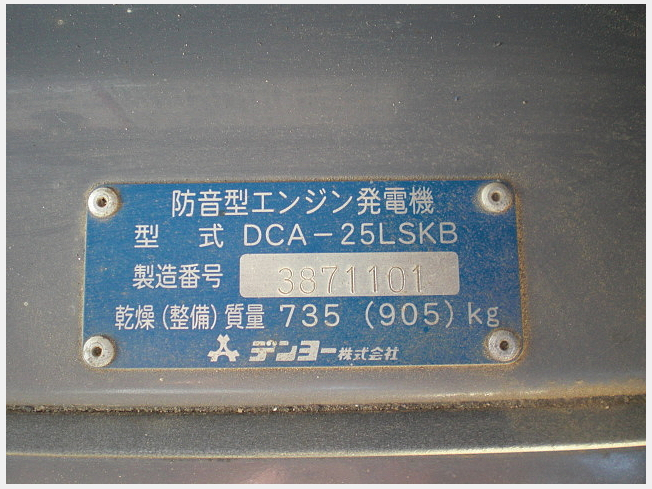 防音型エンジン発電機
型 式 DCA-25LSKB
製造番号 3871101
乾燥(整備)質量 735 (905) kg
デンヨー株式会社